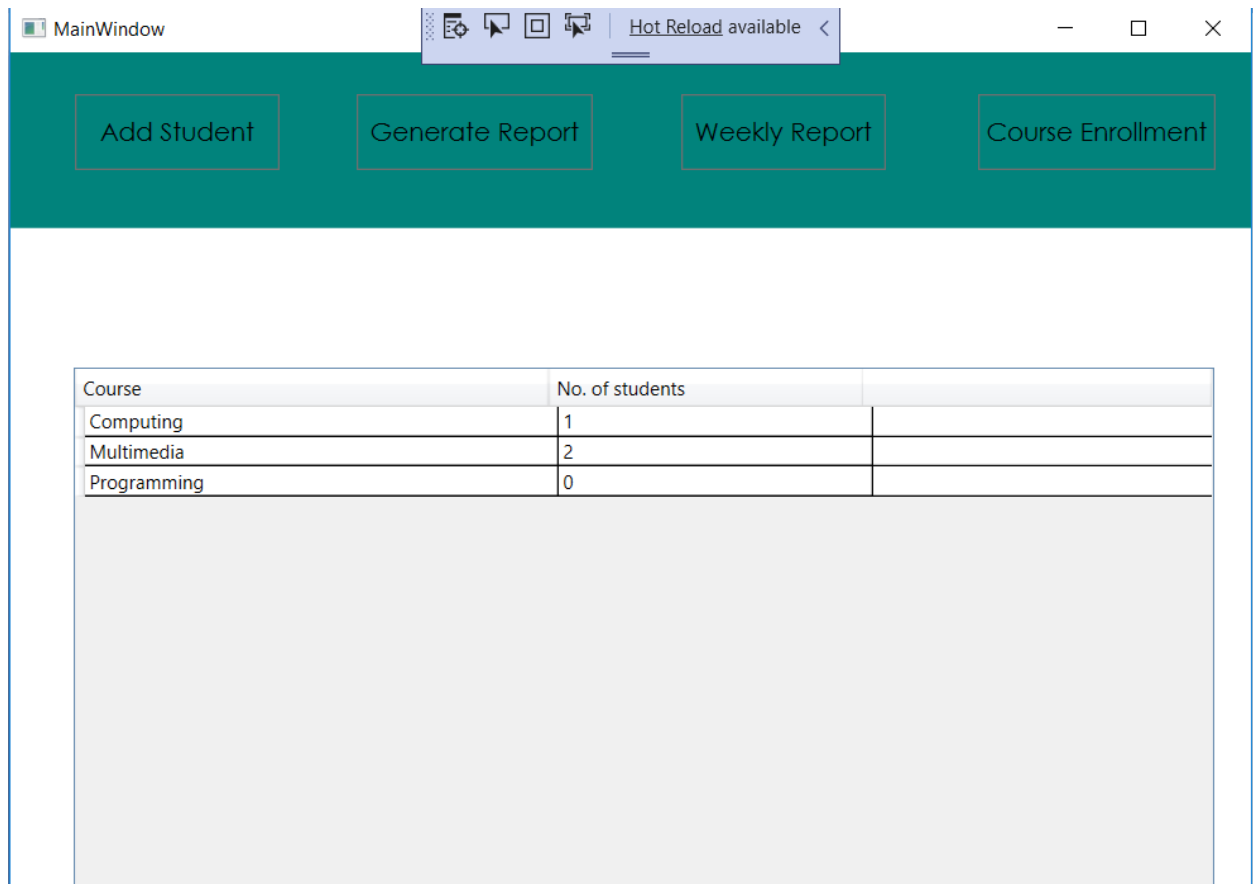 MainWindow
Hot Reload available
Add Student
Generate Report
Weekly Report
Course Enrollment
Course No. of students
Computing 1
Multimedia 2
Programming 0